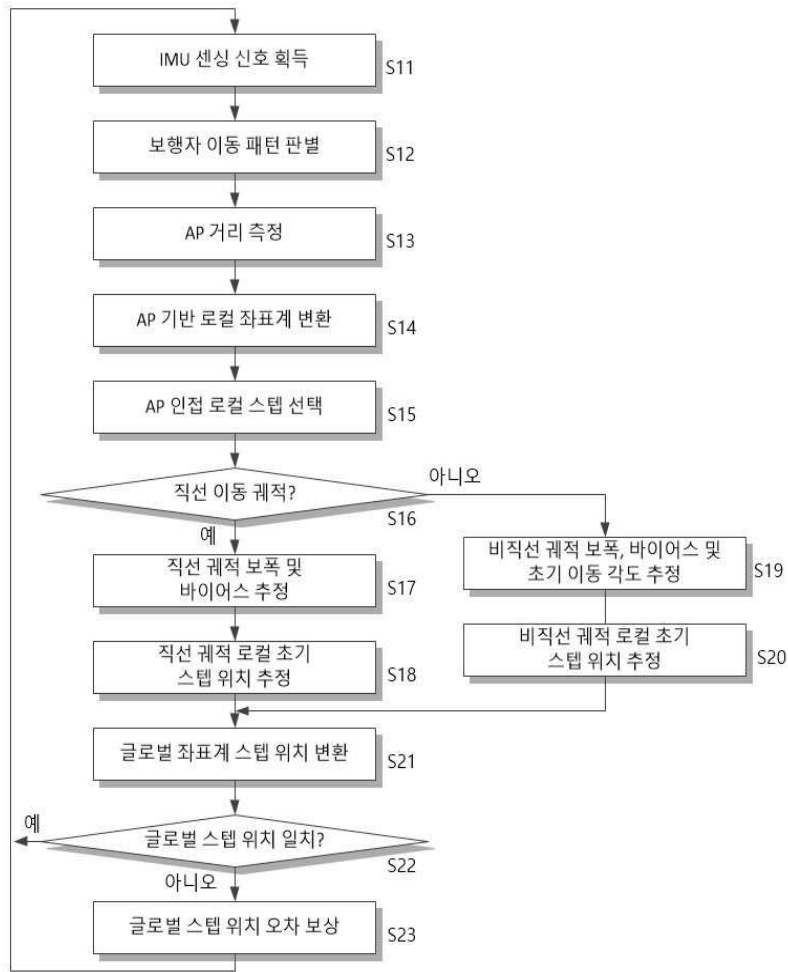 IMU 센싱 신호 획득
S11
보행자 이동 패턴 판별
S12
AP 거리 측정
S13
AP 기반 로컬 좌표계 변환
S14
AP 인접 로컬 스텝 선택
S15
직선 이동 궤적?
아니오
S16
예
직선 궤적 보폭 및
바이어스 추정
S17
비직선 궤적 보폭, 바이어스 및
초기 이동 각도 추정
S19
직선 궤적 로컬 초기
스텝 위치 추정
S18
비직선 궤적 로컬 초기
스텝 위치 추정
S20
글로벌 좌표계 스텝 위치 변환
S21
예
글로벌 스텝 위치 일치?
S22
아니오
글로벌 스텝 위치 오차 보상
S23